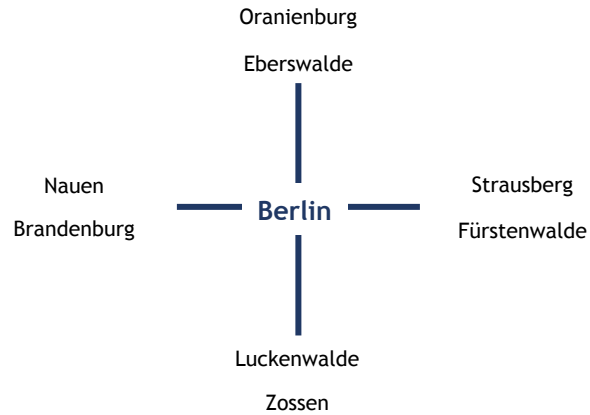 Oranienburg
Eberswalde
Nauen
Brandenburg
Berlin
Strausberg
Fürstenwalde
Luckenwalde
Zossen